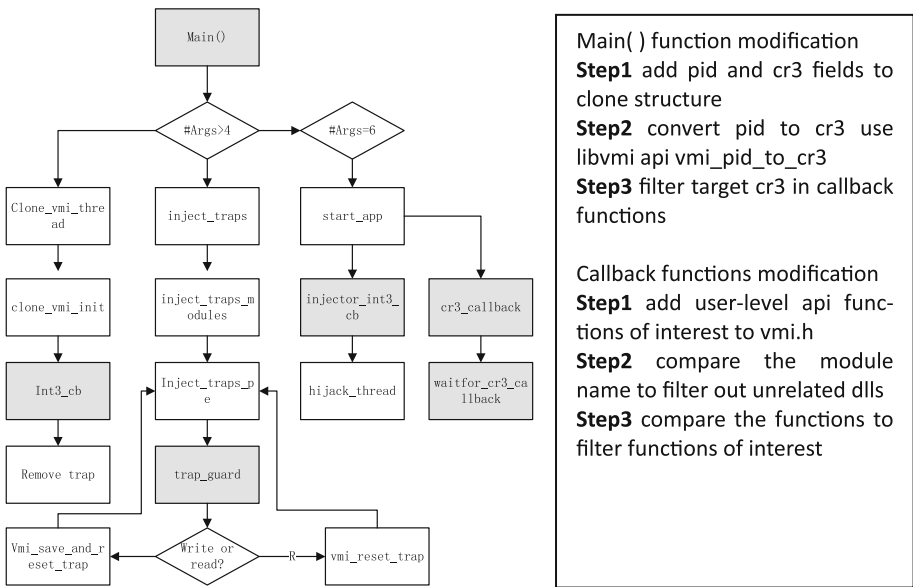 Main()
#Args>4
#Args=6
Clone_vmi_thre
ad
inject_traps
start_app
clone_vmi_init
inject_traps_m
odules
injector_int3_
cb
cr3_callback
Int3_cb
Inject_traps_p
e
hijack_thread
waitfor_cr3_ca
llback
Remove trap
trap_guard
Vmi_save_and_r
eset_trap
Write or
read?
R
vmi_reset_trap
Main( ) function modification
Step1 add pid and cr3 fields to
clone structure
Step2 convert pid to cr3 use
libvmi api vmi_pid_to_cr3
Step3 filter target cr3 in callback
functions
Callback functions modification
Step1 add user-level api func-
tions of interest to vmi.h
Step2 compare the module
name to filter out unrelated dlls
Step3 compare the functions to
filter functions of interest